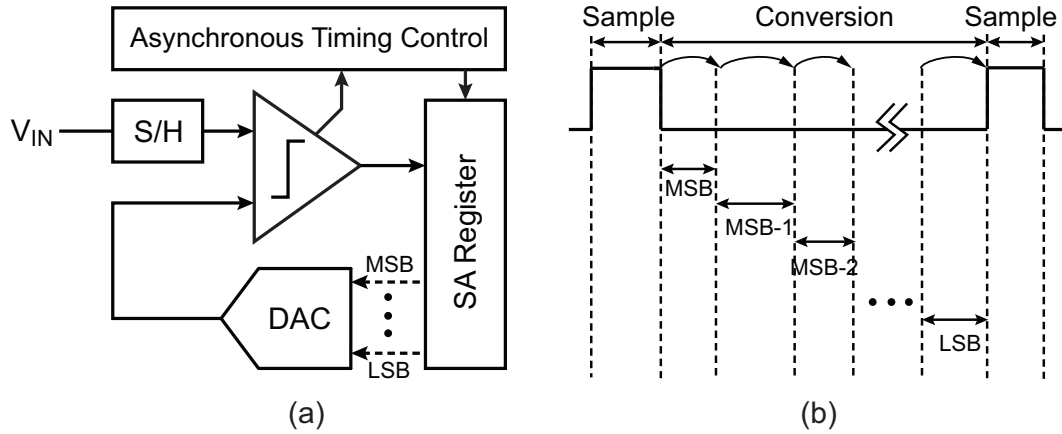 Asynchronous Timing Control
V_IN
S/H
SA Register
DAC
MSB
LSB
(a)
Sample
Conversion
Sample
MSB
MSB-1
MSB-2
LSB
(b)